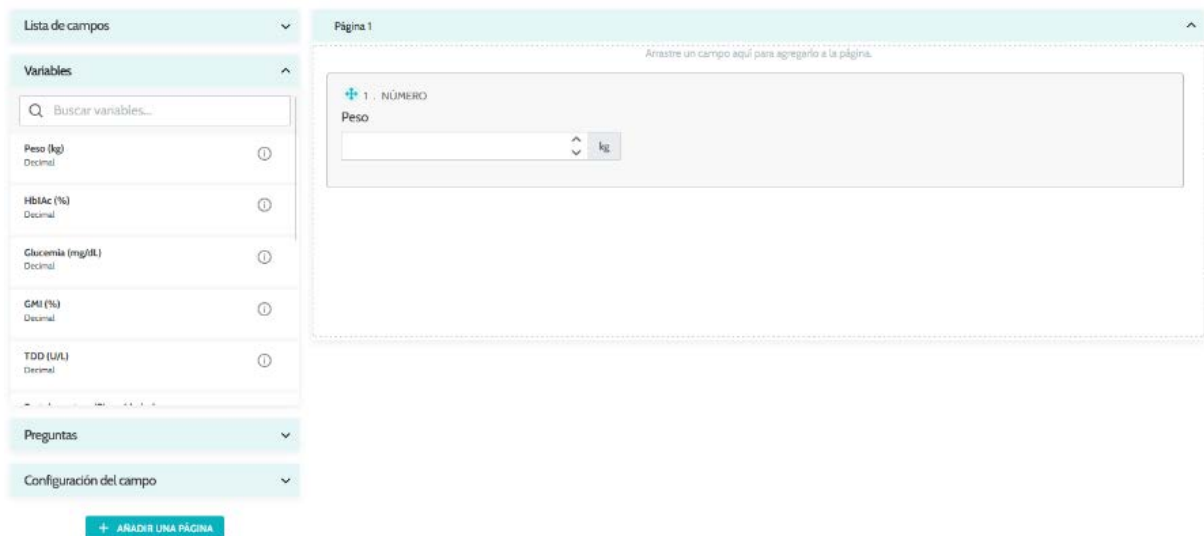 Lista de campos
Variables
Buscar variables...
Peso (kg)
Decimal
HbIAc (%)
Decimal
Glucemia (mg/dL)
Decimal
GMI (%)
Decimal
TDD (U/L)
Decimal
Preguntas
Configuración del campo
+ AÑADIR UNA PÁGINA
Página 1
Arrastre un campo aquí para agregarlo a la página.
1 . NÚMERO
Peso
kg